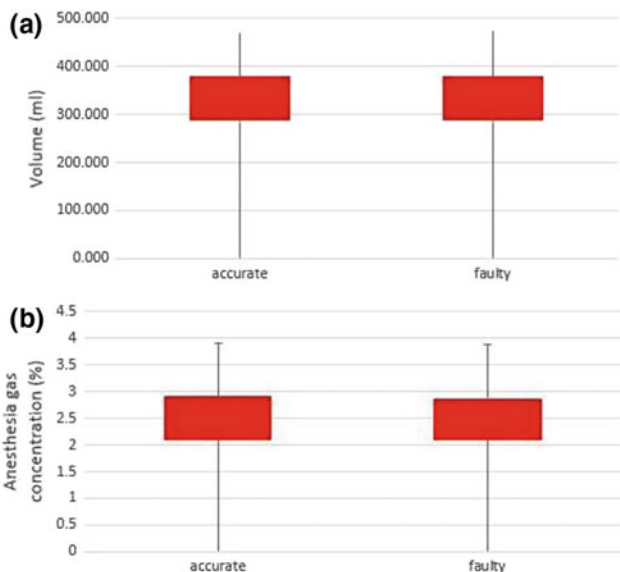 (a)
Volume (ml)
500.000
400.000
300.000
200.000
100.000
0.000
accurate faulty
(b)
Anesthesia gas
concentration (%)
4.5
4
3.5
3
2.5
2
1.5
1
0.5
0
accurate faulty